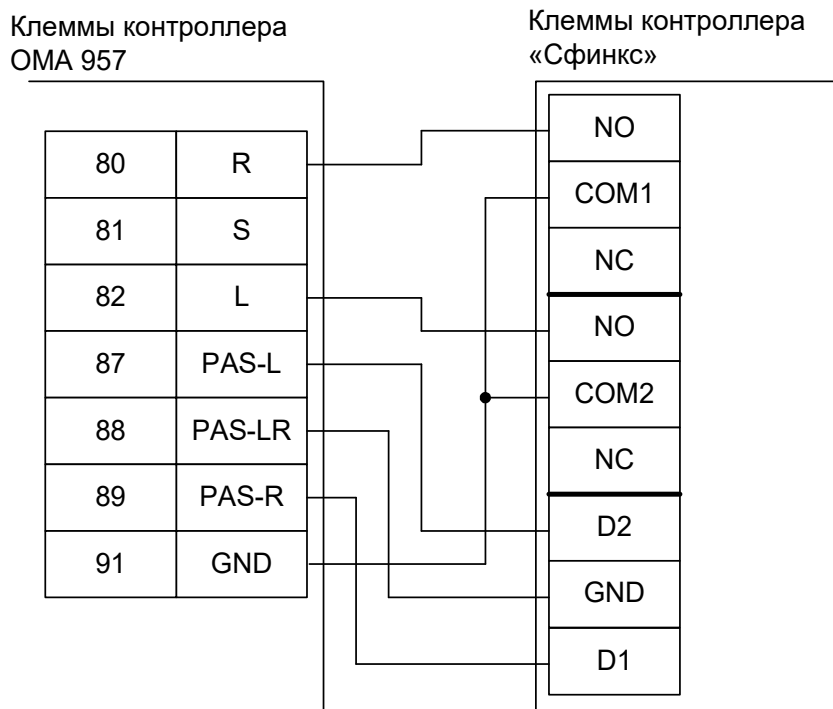 Клеммы контроллера
ОМА 957
Клеммы контроллера
«Сфинкс»
80 R
81 S
82 L
87 PAS-L
88 PAS-LR
89 PAS-R
91 GND
NO
COM1
NC
NO
COM2
NC
D2
GND
D1